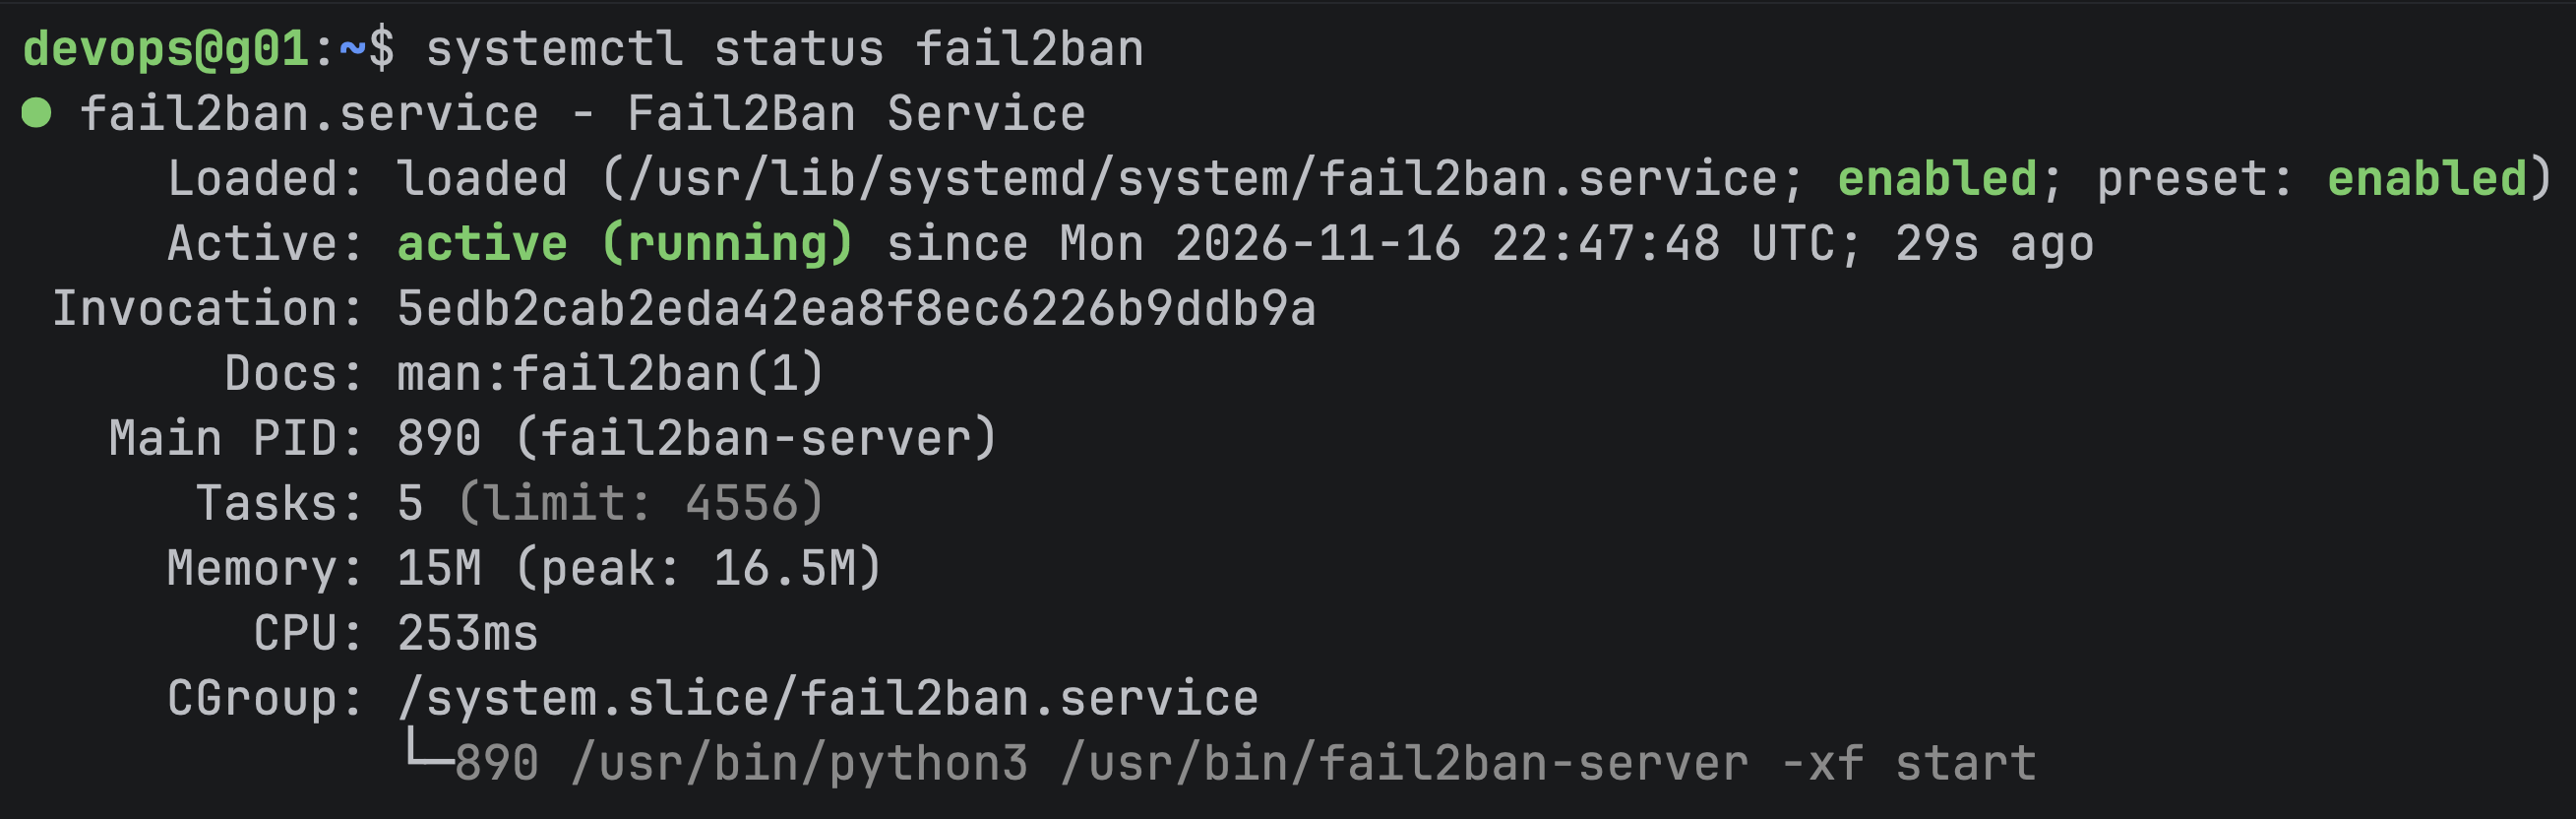 devops@g01:~$ systemctl status fail2ban
● fail2ban.service - Fail2Ban Service
     Loaded: loaded (/usr/lib/systemd/system/fail2ban.service; enabled; preset: enabled)
     Active: active (running) since Mon 2026-11-16 22:47:48 UTC; 29s ago
 Invocation: 5edb2cab2eda42ea8f8ec6226b9ddb9a
       Docs: man:fail2ban(1)
   Main PID: 890 (fail2ban-server)
      Tasks: 5 (limit: 4556)
     Memory: 15M (peak: 16.5M)
        CPU: 253ms
     CGroup: /system.slice/fail2ban.service
             └─890 /usr/bin/python3 /usr/bin/fail2ban-server -xf start